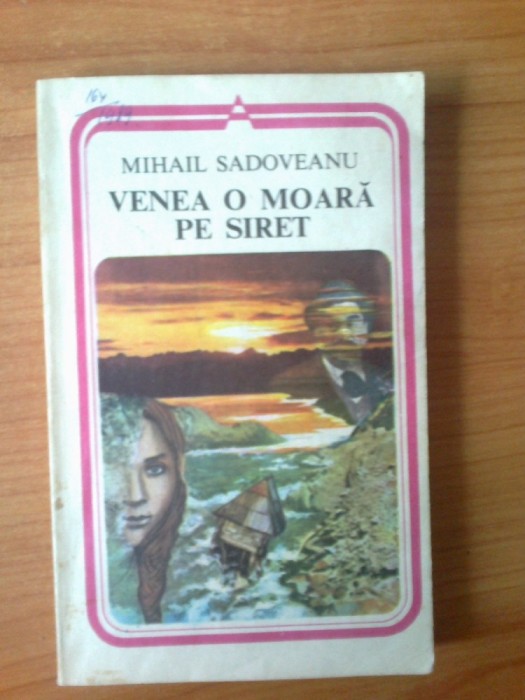 MIHAIL SADOVEANU
VENEA O MOARĂ
PE SIRET